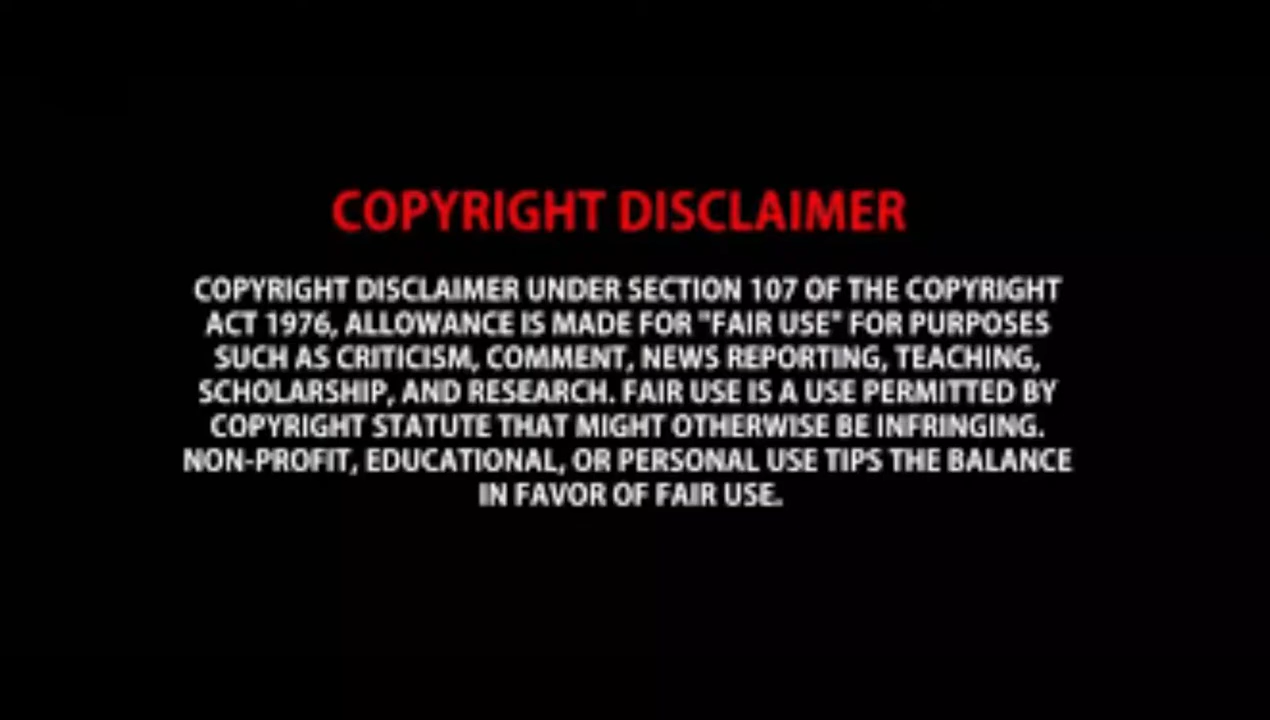 COPYRIGHT DISCLAIMER
COPYRIGHT DISCLAIMER UNDER SECTION 107 OF THE COPYRIGHT
ACT 1976, ALLOWANCE IS MADE FOR "FAIR USE" FOR PURPOSES
SUCH AS CRITICISM, COMMENT, NEWS REPORTING, TEACHING,
SCHOLARSHIP, AND RESEARCH. FAIR USE IS A USE PERMITTED BY
COPYRIGHT STATUTE THAT MIGHT OTHERWISE BE INFRINGING.
NON-PROFIT, EDUCATIONAL, OR PERSONAL USE TIPS THE BALANCE
IN FAVOR OF FAIR USE.